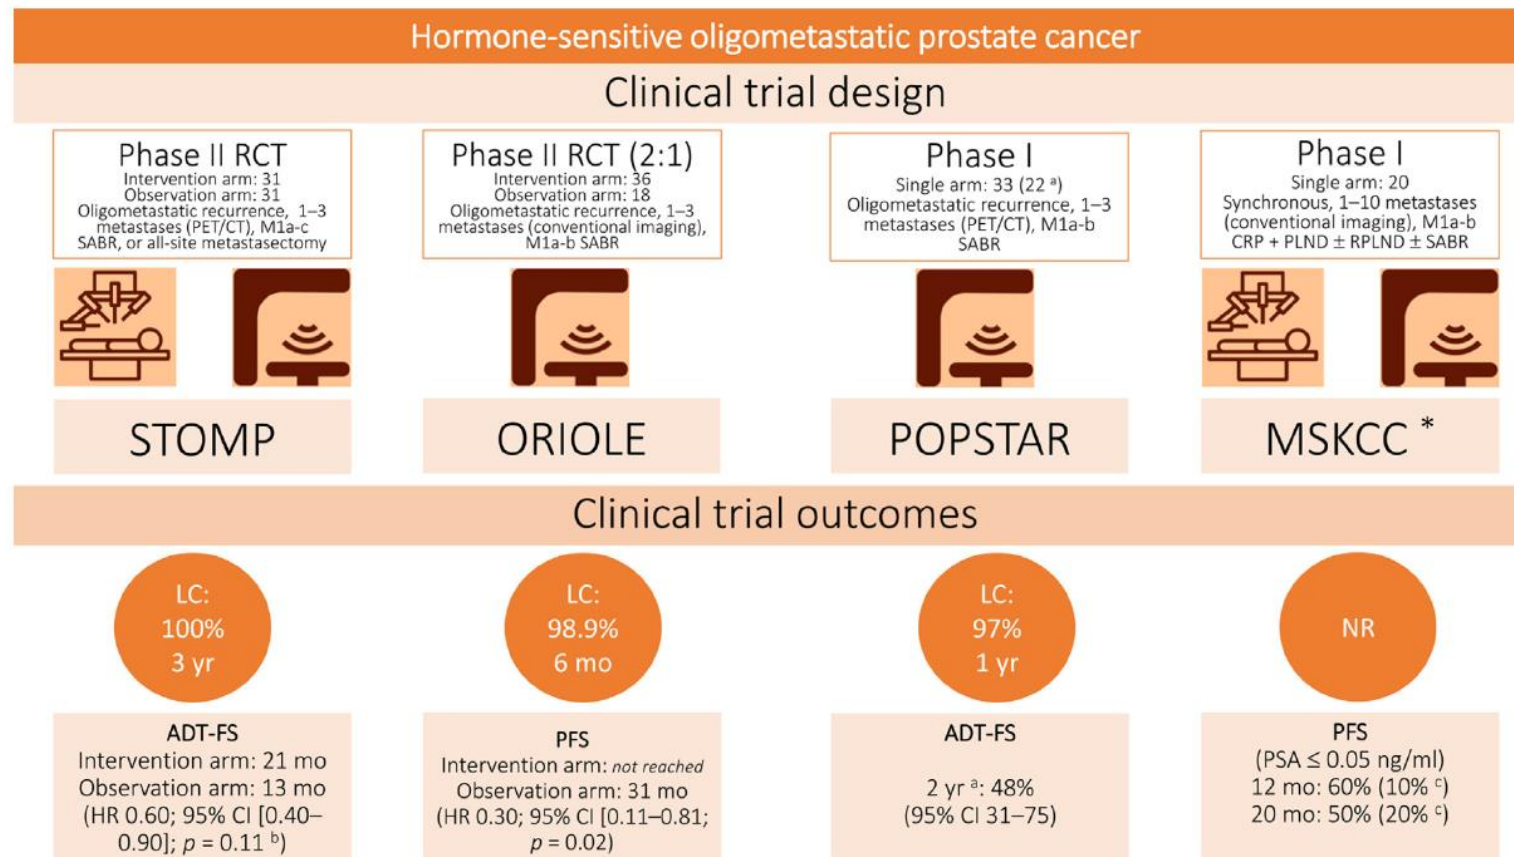 Hormone-sensitive oligometastatic prostate cancer
Clinical trial design
Phase II RCT
Intervention arm: 31
Observation arm: 31
Oligometastatic recurrence, 1–3
metastases (PET/CT), M1a-c
SABR, or all-site metastasectomy
Phase II RCT (2:1)
Intervention arm: 36
Observation arm: 18
Oligometastatic recurrence, 1–3
metastases (conventional imaging),
M1a-b SABR
Phase I
Single arm: 33 (22 ᵃ)
Oligometastatic recurrence, 1–3
metastases (PET/CT), M1a-b
SABR
Phase I
Single arm: 20
Synchronous, 1–10 metastases
(conventional imaging), M1a-b
CRP + PLND ± RPLND ± SABR
STOMP
ORIOLE
POPSTAR
MSKCC *
Clinical trial outcomes
LC:
100%
3 yr
LC:
98.9%
6 mo
LC:
97%
1 yr
NR
ADT-FS
Intervention arm: 21 mo
Observation arm: 13 mo
(HR 0.60; 95% CI [0.40–
0.90]; p = 0.11 ᵇ)
PFS
Intervention arm: not reached
Observation arm: 31 mo
(HR 0.30; 95% CI [0.11–0.81;
p = 0.02)
ADT-FS
2 yr ᵃ: 48%
(95% CI 31–75)
PFS
(PSA ≤ 0.05 ng/ml)
12 mo: 60% (10% ᶜ)
20 mo: 50% (20% ᶜ)